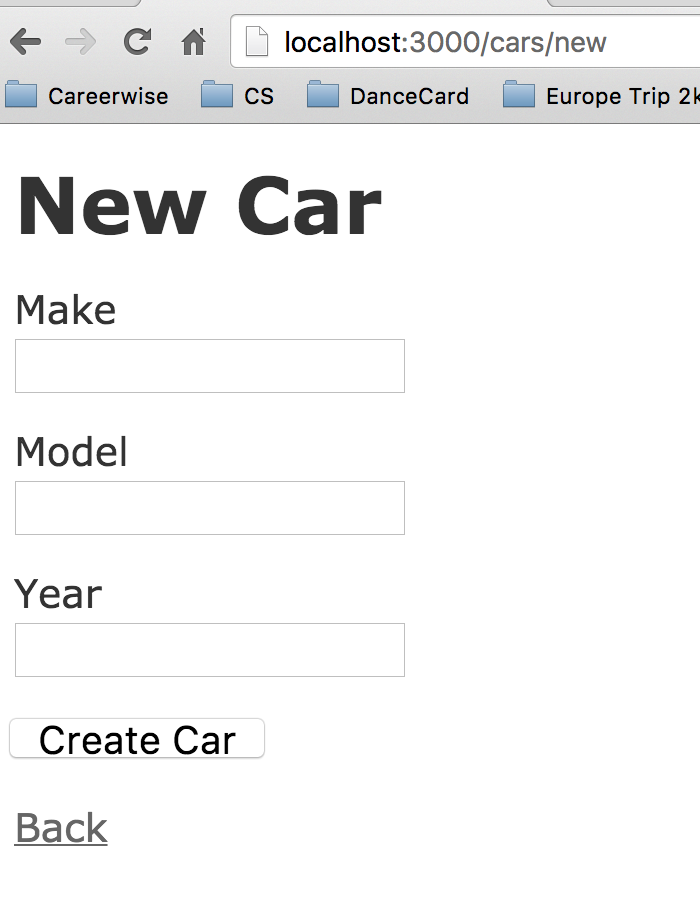 localhost:3000/cars/new
Careerwise CS DanceCard Europe Trip 2k
New Car
Make
Model
Year
Create Car
Back